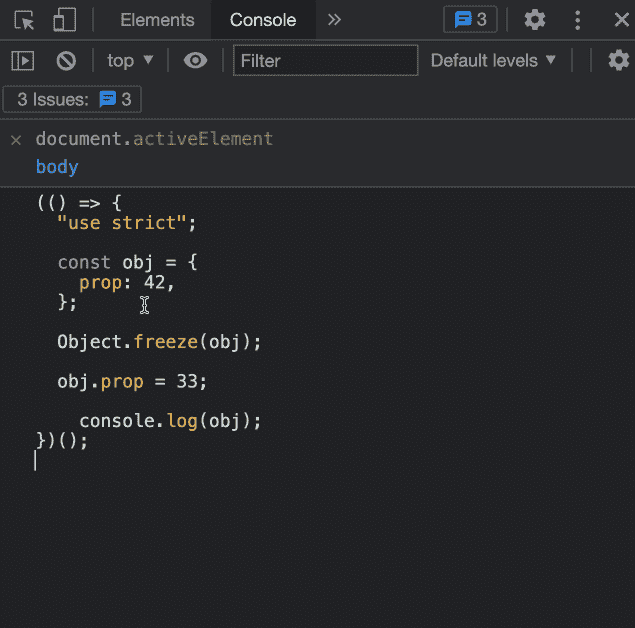 Elements Console 3
top Filter Default levels
3 Issues: 3
document.activeElement
body
(() => {
"use strict";
const obj = {
prop: 42,
};
Object.freeze(obj);
obj.prop = 33;
console.log(obj);
})();